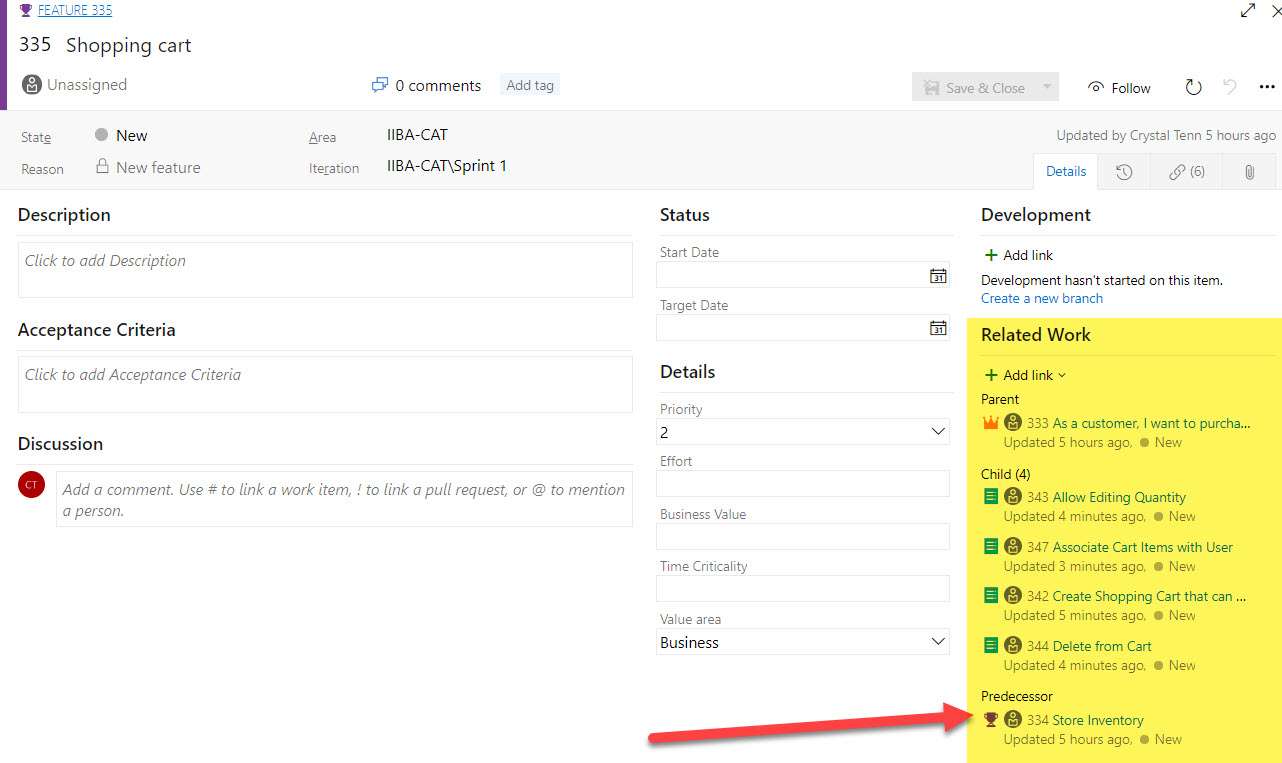 FEATURE 335
335 Shopping cart
Unassigned
0 comments
Add tag
Save & Close
Follow
State
New
Area
IIBA-CAT
Updated by Crystal Tenn 5 hours ago
Reason
New feature
Iteration
IIBA-CAT\Sprint 1
Details
(6)
Description
Click to add Description
Acceptance Criteria
Click to add Acceptance Criteria
Discussion
CT
Add a comment. Use # to link a work item, ! to link a pull request, or @ to mention
a person.
Status
Start Date
31
Target Date
31
Details
Priority
2
Effort
Business Value
Time Criticality
Value area
Business
Development
+ Add link
Development hasn't started on this item.
Create a new branch
Related Work
+ Add link
Parent
333 As a customer, I want to purcha...
Updated 5 hours ago, New
Child (4)
343 Allow Editing Quantity
Updated 4 minutes ago, New
347 Associate Cart Items with User
Updated 3 minutes ago, New
342 Create Shopping Cart that can ...
Updated 5 minutes ago, New
344 Delete from Cart
Updated 4 minutes ago, New
Predecessor
334 Store Inventory
Updated 5 hours ago, New